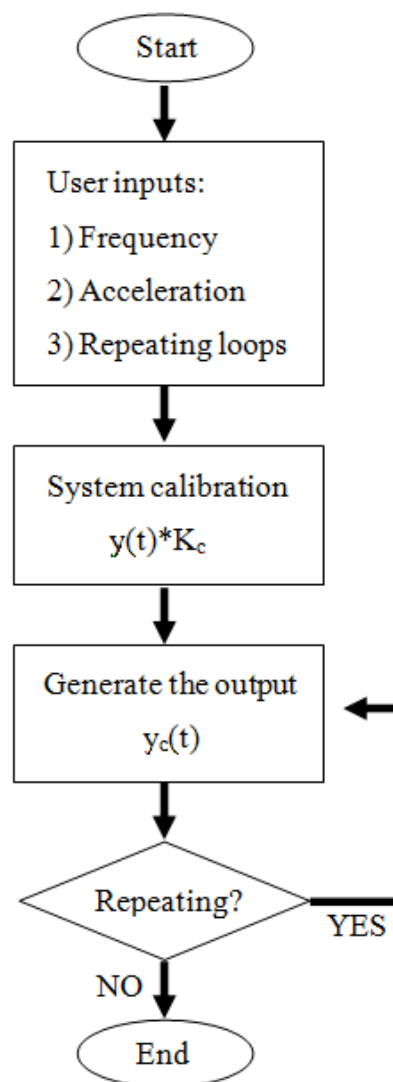 Start
User inputs:
1) Frequency
2) Acceleration
3) Repeating loops
System calibration
y(t)*Kc
Generate the output
yc(t)
Repeating?
YES
NO
End